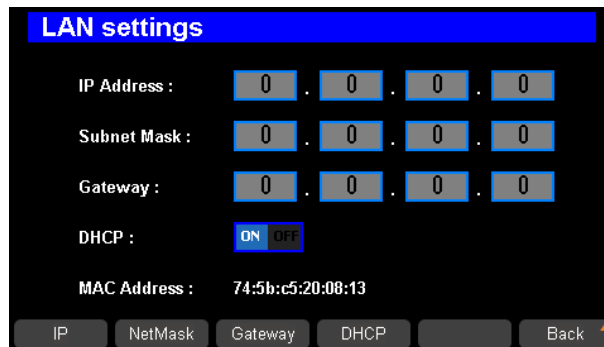 LAN settings
IP Address : 0 . 0 . 0 . 0
Subnet Mask : 0 . 0 . 0 . 0
Gateway : 0 . 0 . 0 . 0
DHCP : ON OFF
MAC Address : 74:5b:c5:20:08:13
IP NetMask Gateway DHCP Back